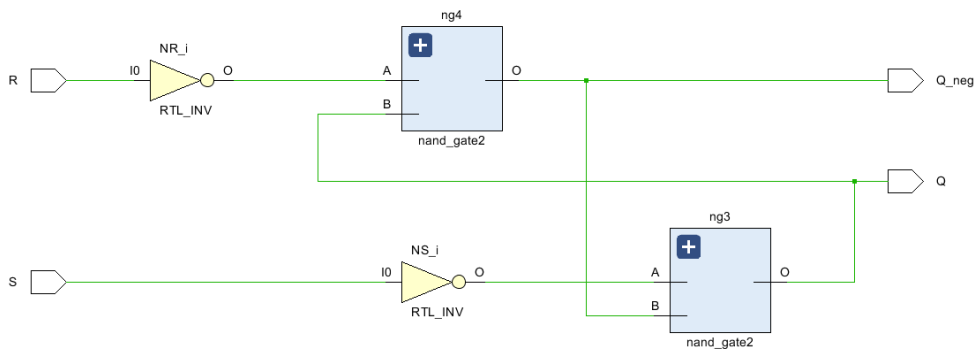 ng4
NR_i
R
I0
O
A
O
Q_neg
RTL_INV
B
nand_gate2
Q
ng3
NS_i
S
I0
O
A
O
RTL_INV
B
nand_gate2